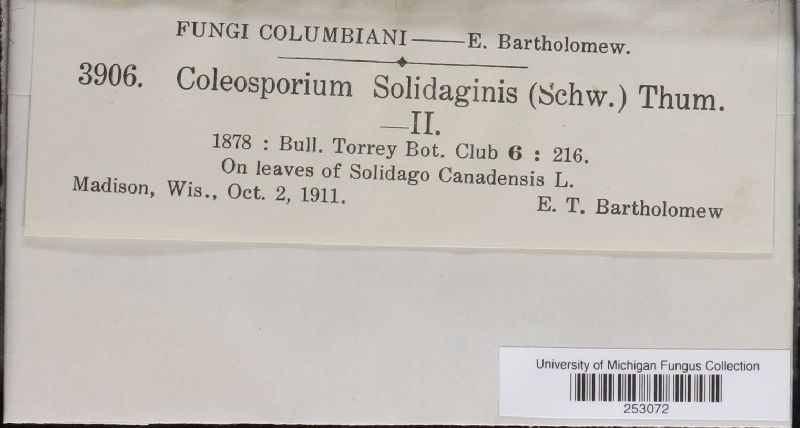 FUNGI COLUMBIANI——E. Bartholomew.
3906. Coleosporium Solidaginis (Schw.) Thum.
—II.
1878 : Bull. Torrey Bot. Club 6 : 216.
On leaves of Solidago Canadensis L.
Madison, Wis., Oct. 2, 1911. E. T. Bartholomew
University of Michigan Fungus Collection
253072